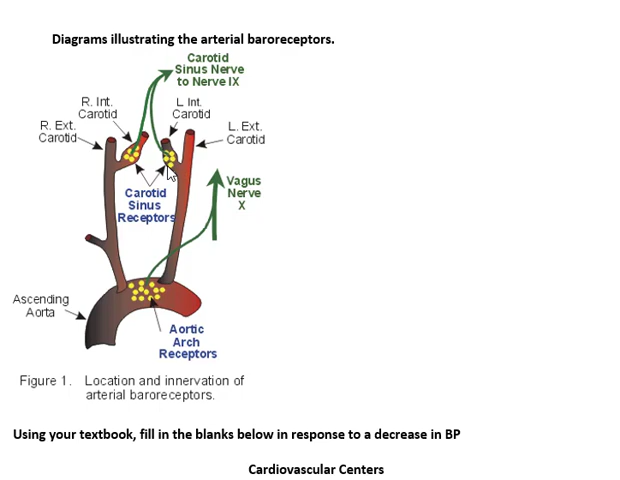 Diagrams illustrating the arterial baroreceptors.
Carotid
Sinus Nerve
to Nerve IX
R. Int.
Carotid
L. Int.
Carotid
R. Ext.
Carotid
L. Ext.
Carotid
Carotid
Sinus
Receptors
Vagus
Nerve
X
Ascending
Aorta
Aortic
Arch
Receptors
Figure 1. Location and innervation of
arterial baroreceptors.
Using your textbook, fill in the blanks below in response to a decrease in BP
Cardiovascular Centers